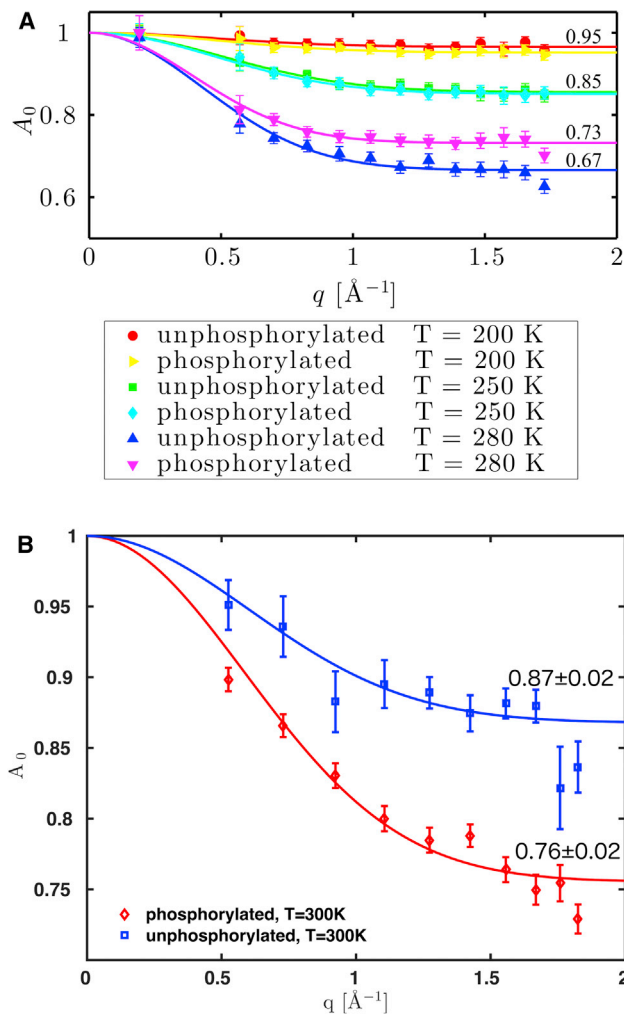 A
1
0.8
0.6
A0
0.95
0.85
0.73
0.67
0 0.5 1 1.5 2
q [Å−1]
unphosphorylated T = 200 K
phosphorylated T = 200 K
unphosphorylated T = 250 K
phosphorylated T = 250 K
unphosphorylated T = 280 K
phosphorylated T = 280 K
B
1
0.95
0.9
0.85
0.8
0.75
A0
0.87±0.02
0.76±0.02
phosphorylated, T=300K
unphosphorylated, T=300K
0 0.5 1 1.5 2
q [Å−1]